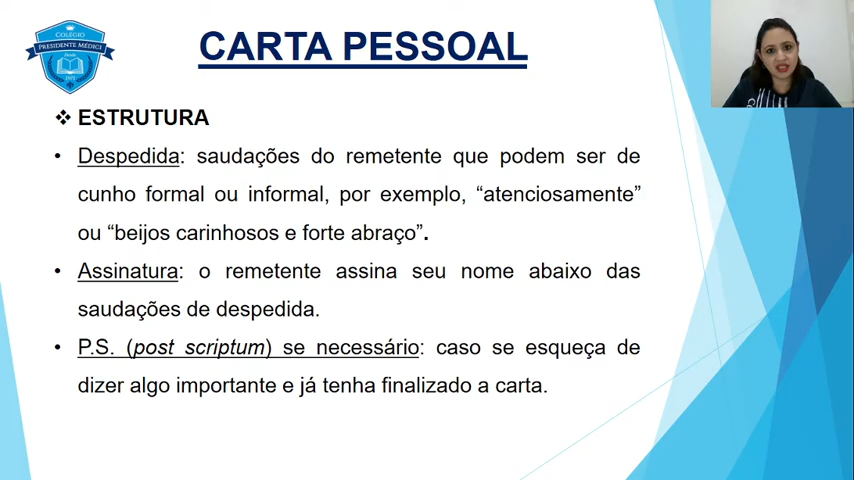 COLÉGIO
PRESIDENTE MÉDICI
CARTA PESSOAL
❖ ESTRUTURA
• Despedida: saudações do remetente que podem ser de
cunho formal ou informal, por exemplo, “atenciosamente”
ou “beijos carinhosos e forte abraço”.
• Assinatura: o remetente assina seu nome abaixo das
saudações de despedida.
• P.S. (post scriptum) se necessário: caso se esqueça de
dizer algo importante e já tenha finalizado a carta.